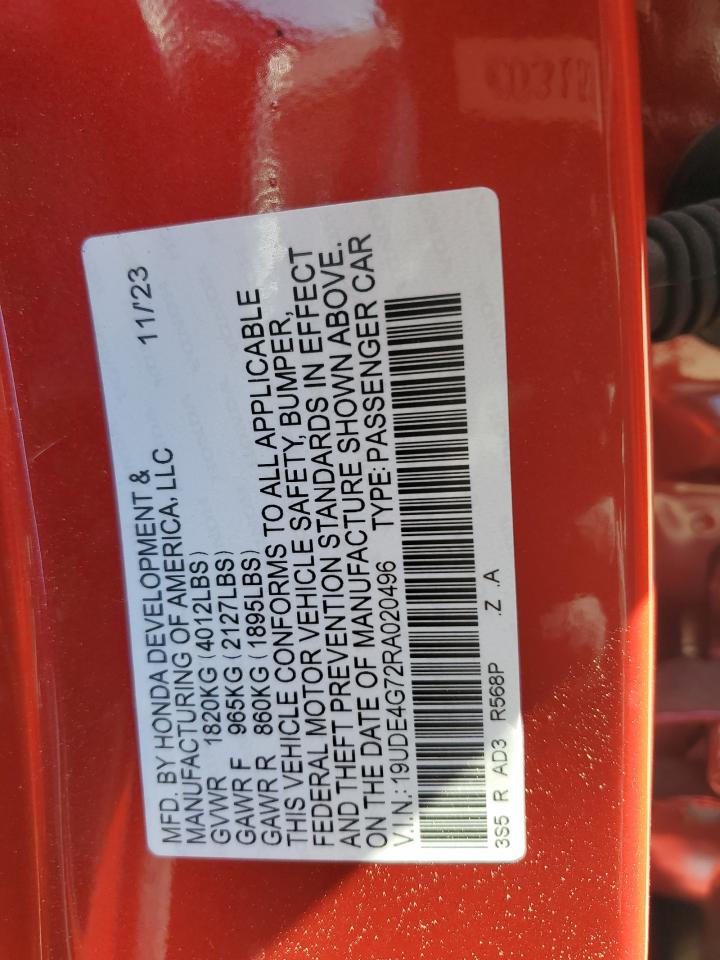 MFD. BY HONDA DEVELOPMENT & 11/'23
MANUFACTURING OF AMERICA, LLC
GVWR 1820KG (4012LBS)
GAWR F 965KG (2127LBS)
GAWR R 860KG (1895LBS)
THIS VEHICLE CONFORMS TO ALL APPLICABLE
FEDERAL MOTOR VEHICLE SAFETY, BUMPER,
AND THEFT PREVENTION STANDARDS IN EFFECT
ON THE DATE OF MANUFACTURE SHOWN ABOVE.
V.I.N.: 19UDE4G72RA020496 TYPE: PASSENGER CAR
3S5 R AD3 R568P .Z .A